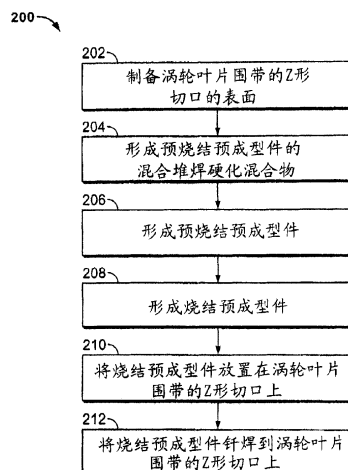 200
202
制备涡轮叶片围带的Z形
切口的表面
204
形成预烧结预成型件的
混合堆焊硬化混合物
206
形成预烧结预成型件
208
形成烧结预成型件
210
将烧结预成型件放置在涡轮叶片
围带的Z形切口上
212
将烧结预成型件钎焊到涡轮叶片
围带的Z形切口上